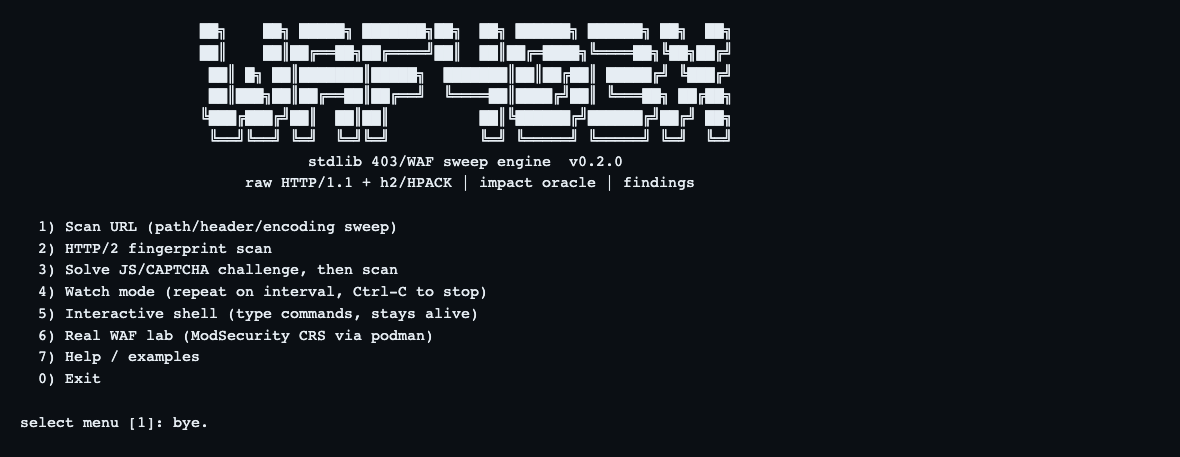 WAF 403X
stdlib 403/WAF sweep engine v0.2.0
raw HTTP/1.1 + h2/HPACK | impact oracle | findings
1) Scan URL (path/header/encoding sweep)
2) HTTP/2 fingerprint scan
3) Solve JS/CAPTCHA challenge, then scan
4) Watch mode (repeat on interval, Ctrl-C to stop)
5) Interactive shell (type commands, stays alive)
6) Real WAF lab (ModSecurity CRS via podman)
7) Help / examples
0) Exit
select menu [1]: bye.